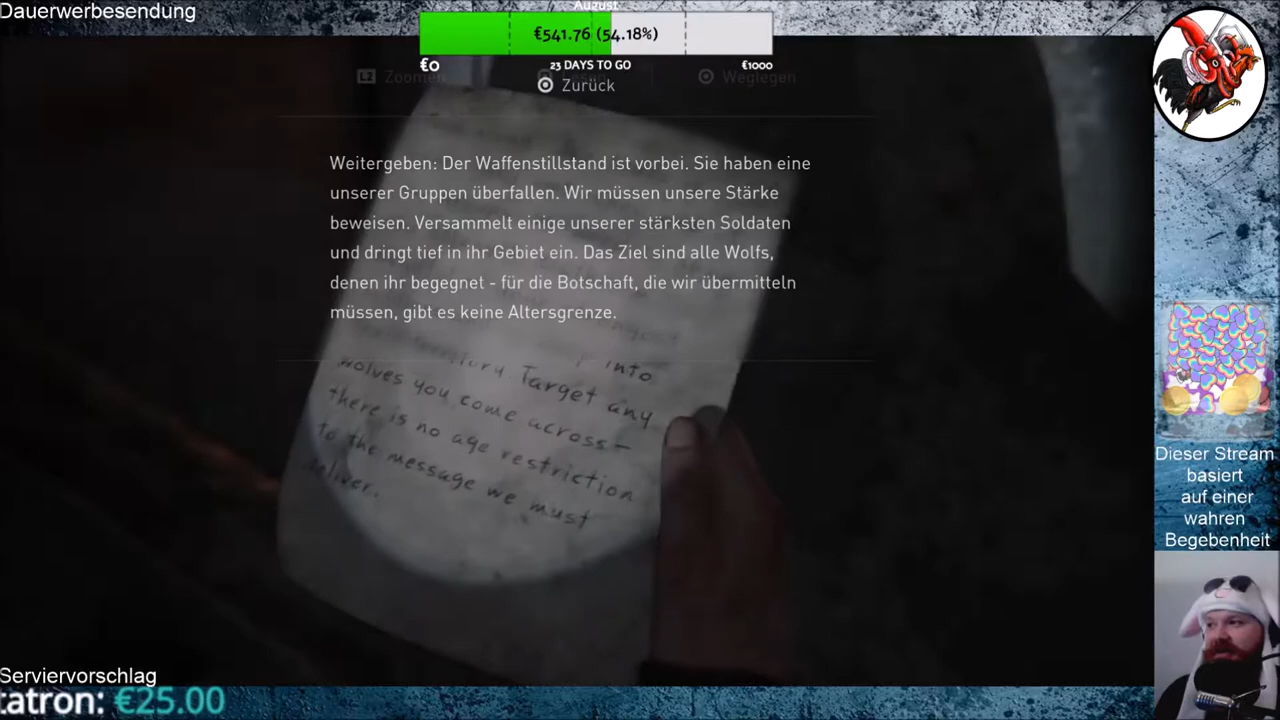 Dauerwerbesendung
August
€541.76 (54.18%)
€0
23 DAYS TO GO
€1000
L2 Zoomen
Weglegen
Zurück
Weitergeben: Der Waffenstillstand ist vorbei. Sie haben eine
unserer Gruppen überfallen. Wir müssen unsere Stärke
beweisen. Versammelt einige unserer stärksten Soldaten
und dringt tief in ihr Gebiet ein. Das Ziel sind alle Wolfs,
denen ihr begegnet - für die Botschaft, die wir übermitteln
müssen, gibt es keine Altersgrenze.
into
Target any
wolves you come across-
there is no age restriction
to the message we must
deliver.
Dieser Stream
basiert
auf einer
wahren
Begebenheit
Serviervorschlag
tatron: €25.00